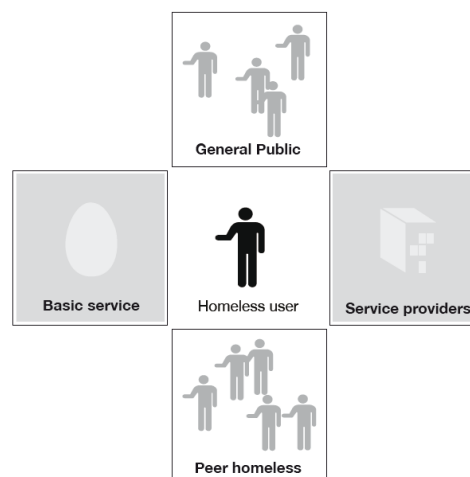 General Public
Basic service
Homeless user
Service providers
Peer homeless